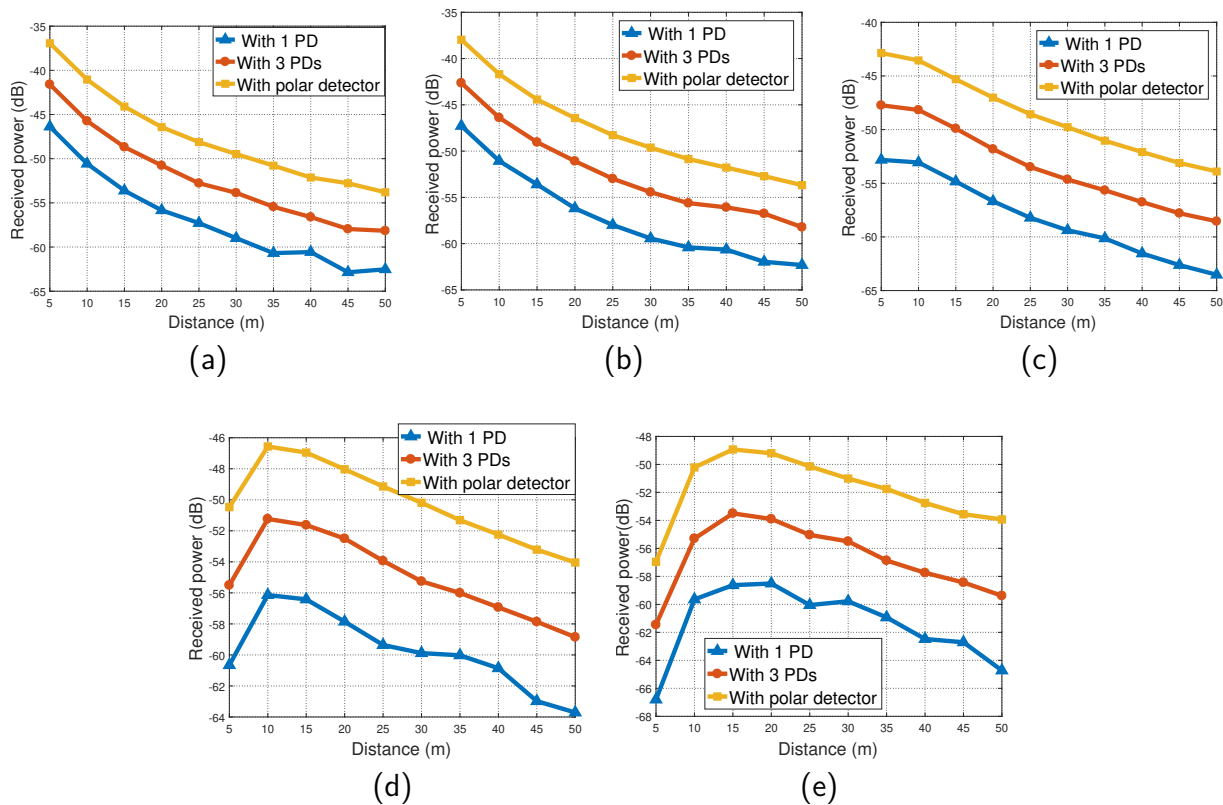 -35
-40
-45
-50
-55
-60
-65
Received power (dB)
With 1 PD
With 3 PDs
With polar detector
5 10 15 20 25 30 35 40 45 50
Distance (m)
(a)
-35
-40
-45
-50
-55
-60
-65
Received power (dB)
With 1 PD
With 3 PDs
With polar detector
5 10 15 20 25 30 35 40 45 50
Distance (m)
(b)
-40
-45
-50
-55
-60
-65
Received power (dB)
With 1 PD
With 3 PDs
With polar detector
5 10 15 20 25 30 35 40 45 50
Distance (m)
(c)
-46
-48
-50
-52
-54
-56
-58
-60
-62
-64
Received power (dB)
With 1 PD
With 3 PDs
With polar detector
5 10 15 20 25 30 35 40 45 50
Distance (m)
(d)
-48
-50
-52
-54
-56
-58
-60
-62
-64
-66
-68
Received power (dB)
With 1 PD
With 3 PDs
With polar detector
5 10 15 20 25 30 35 40 45 50
Distance (m)
(e)